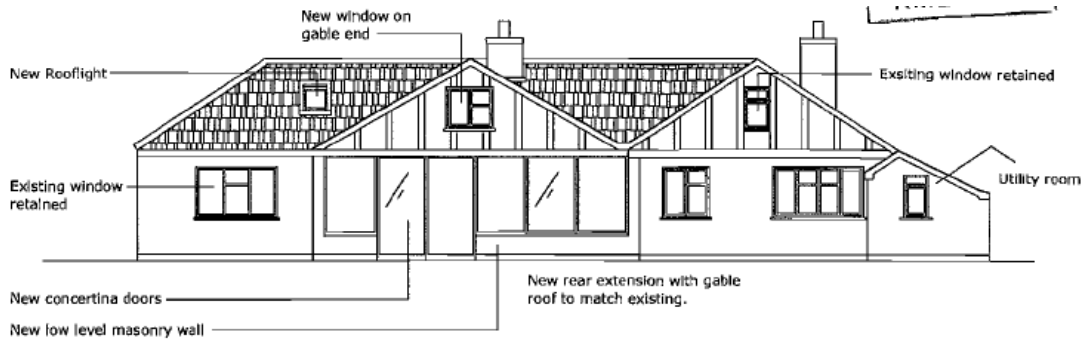 New window on
gable end
New Rooflight
Exsiting window retained
Existing window
retained
Utility room
New rear extension with gable
roof to match existing.
New concertina doors
New low level masonry wall